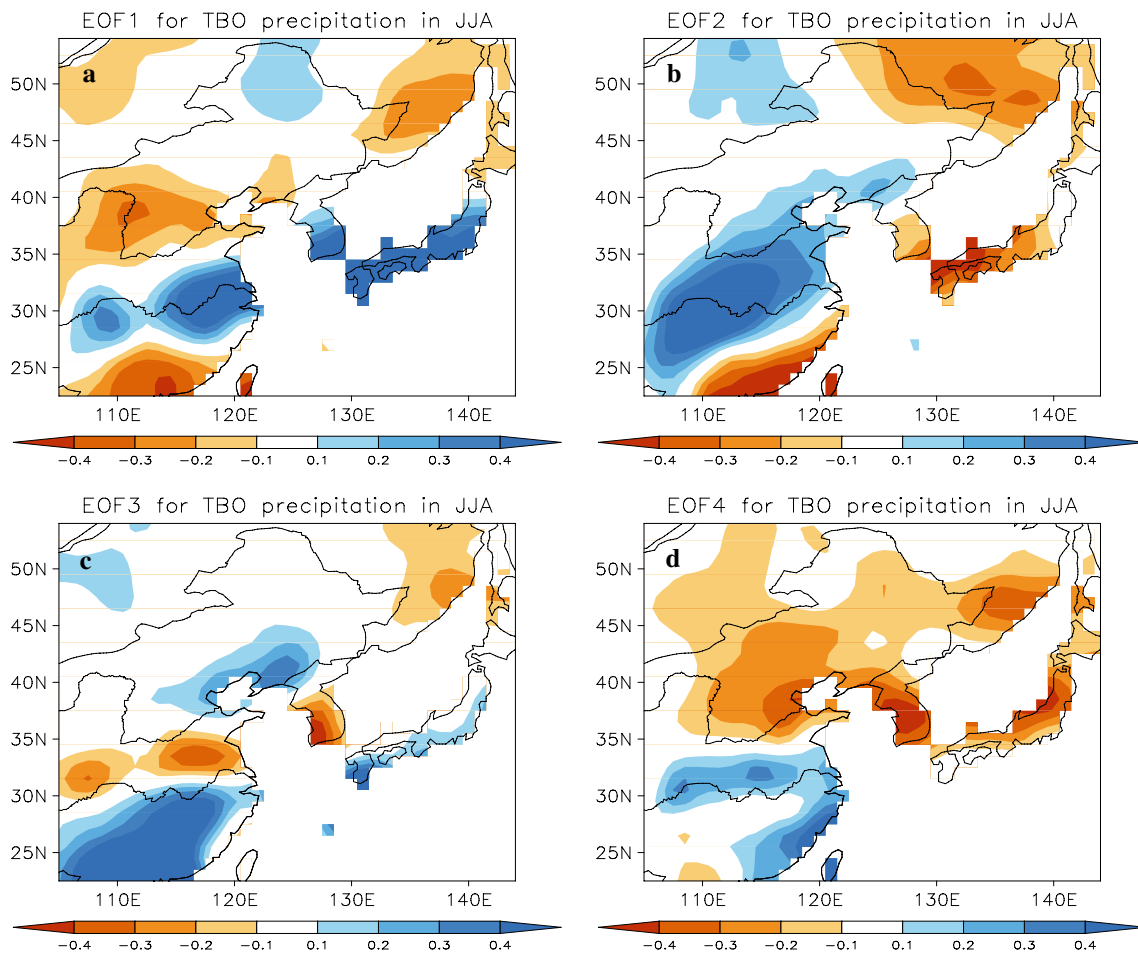 EOF1 for TBO precipitation in JJA
a
50N
45N
40N
35N
30N
25N
110E 120E 130E 140E
-0.4 -0.3 -0.2 -0.1 0.1 0.2 0.3 0.4
EOF2 for TBO precipitation in JJA
b
50N
45N
40N
35N
30N
25N
110E 120E 130E 140E
-0.4 -0.3 -0.2 -0.1 0.1 0.2 0.3 0.4
EOF3 for TBO precipitation in JJA
c
50N
45N
40N
35N
30N
25N
110E 120E 130E 140E
-0.4 -0.3 -0.2 -0.1 0.1 0.2 0.3 0.4
EOF4 for TBO precipitation in JJA
d
50N
45N
40N
35N
30N
25N
110E 120E 130E 140E
-0.4 -0.3 -0.2 -0.1 0.1 0.2 0.3 0.4